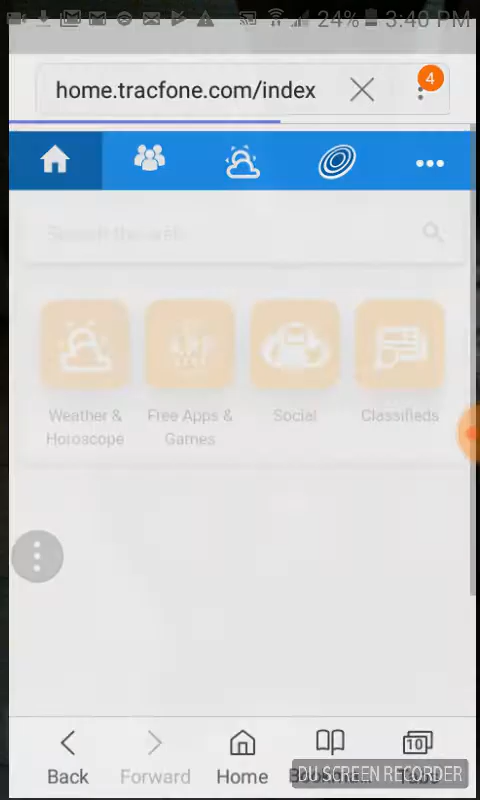 24% 3:40 PM
home.tracfone.com/index
4
Search the web
Weather & Horoscope
Free Apps & Games
Social
Classifieds
Back
Forward
Home
10
DU SCREEN RECORDER